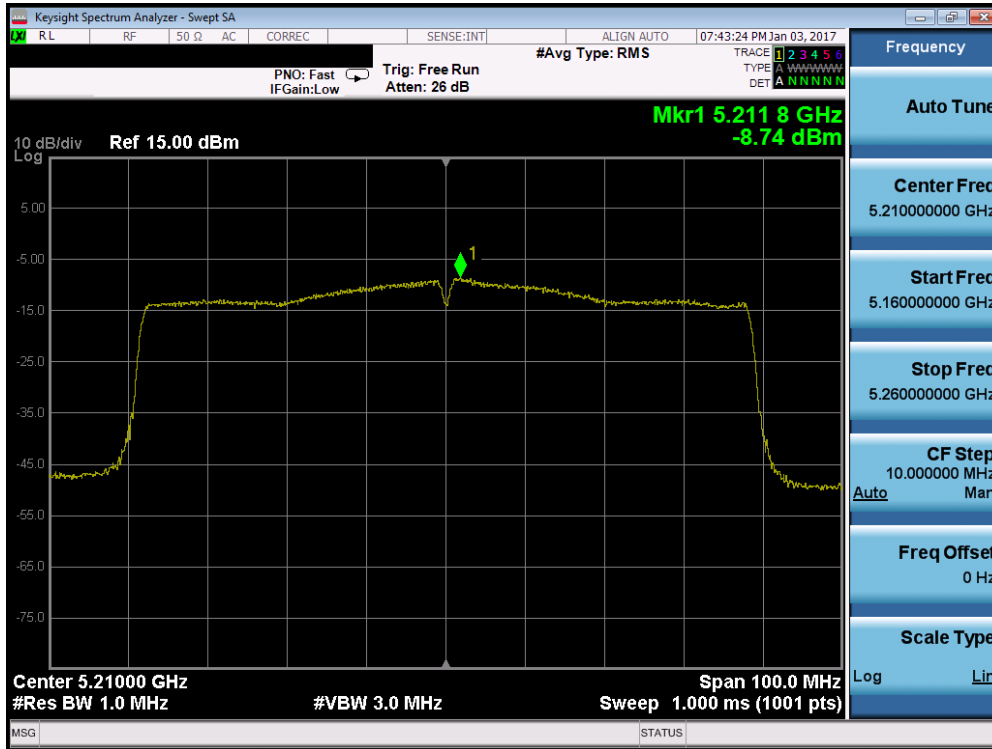 Keysight Spectrum Analyzer - Swept SA
LXI RL RF 50 Ω AC CORREC SENSE:INT ALIGN AUTO 07:43:24 PM Jan 03, 2017
Frequency
#Avg Type: RMS
TRACE 1 2 3 4 5 6
PNO: Fast Trig: Free Run
TYPE A WWWWW
IFGain:Low Atten: 26 dB
DET A N N N N N
Auto Tune
Mkr1 5.211 8 GHz
-8.74 dBm
10 dB/div Ref 15.00 dBm
Log
Center Freq
5.210000000 GHz
5.00
-5.00
1
Start Freq
5.160000000 GHz
-15.0
-25.0
Stop Freq
5.260000000 GHz
-35.0
-45.0
CF Step
10.000000 MHz
Auto Man
-55.0
Freq Offset
0 Hz
-65.0
-75.0
Scale Type
Log Lin
Center 5.21000 GHz Span 100.0 MHz
#Res BW 1.0 MHz #VBW 3.0 MHz Sweep 1.000 ms (1001 pts)
MSG STATUS